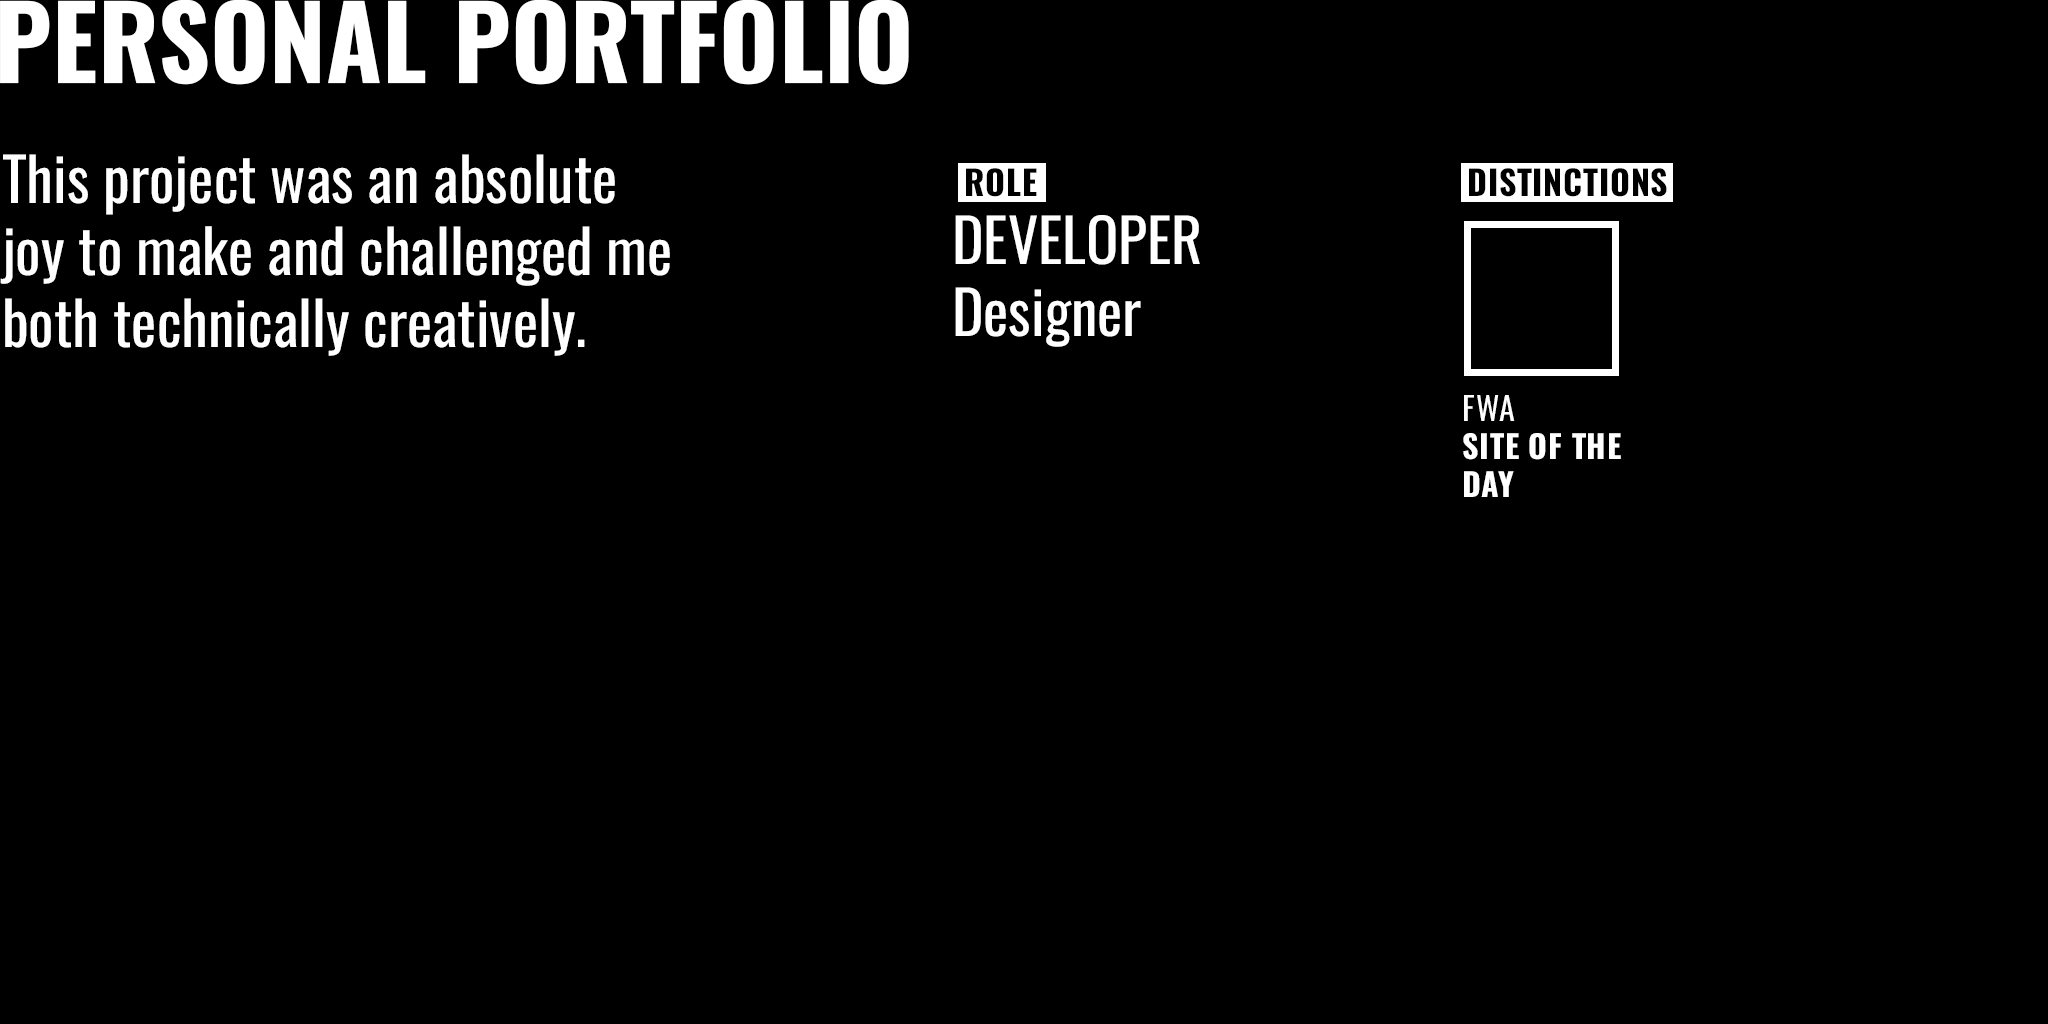 PERSONAL PORTFOLIO
This project was an absolute
joy to make and challenged me
both technically creatively.
ROLE
DEVELOPER
Designer
DISTINCTIONS
FWA
SITE OF THE
DAY